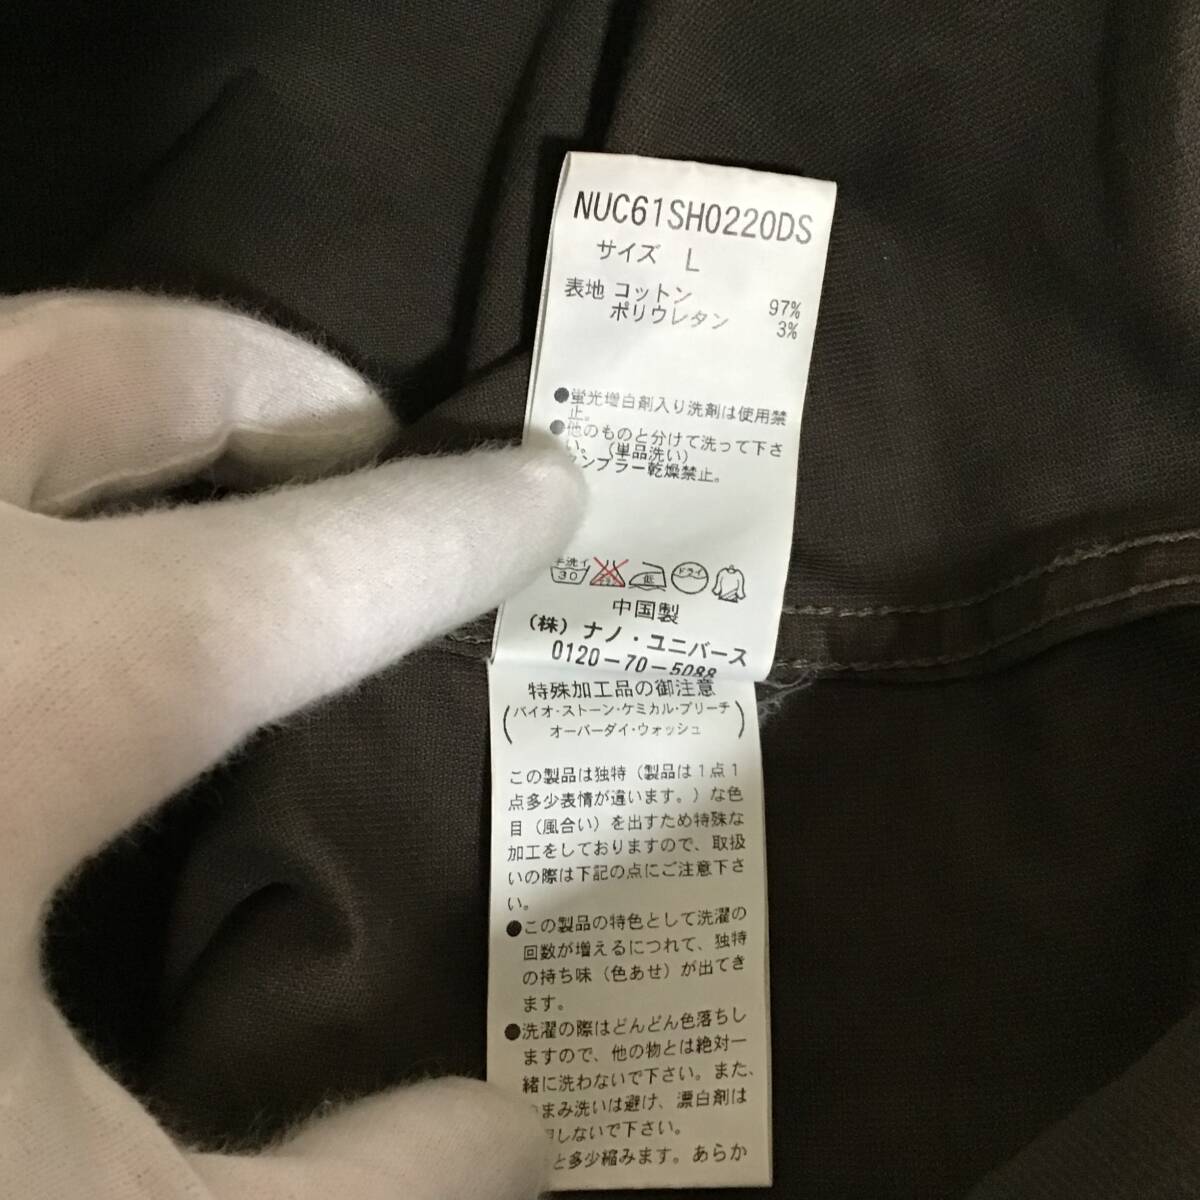 NUC61SH0220DS
サイズ L
表地 コットン 97%
ポリウレタン 3%
●蛍光増白剤入り洗剤は使用禁
止。
●他のものと分けて洗って下さ
い。(単品洗い)
ンブラー乾燥禁止。
手洗イ 30 低 ドライ
中国製
(株)ナノ・ユニバース
0120-70-5088
特殊加工品の御注意
(バイオ・ストーン・ケミカル・ブリーチ
オーバーダイ・ウォッシュ)
この製品は独特(製品は1点1
点多少表情が違います。)な色
目(風合い)を出すため特殊な
加工をしておりますので、取扱
いの際は下記の点にご注意下さ
い。
●この製品の特色として洗濯の
回数が増えるにつれて、独特
の持ち味(色あせ)が出てき
ます。
●洗濯の際はどんどん色落ちし
ますので、他の物とは絶対一
緒に洗わないで下さい。また、
まみ洗いは避け、漂白剤は
しないで下さい。
と多少縮みます。あらか